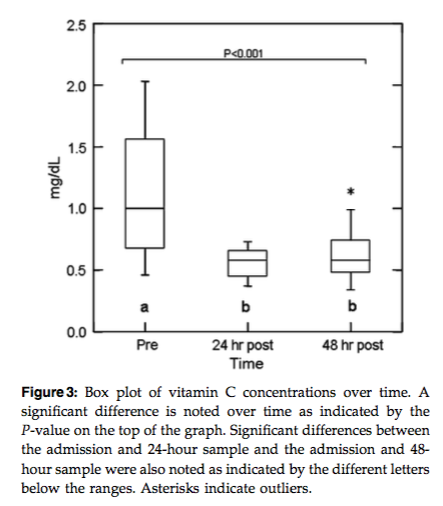 2.5
P<0.001
2.0
1.5
mg/dL
1.0
*
0.5
a b b
0.0
Pre 24 hr post 48 hr post
Time
Figure 3: Box plot of vitamin C concentrations over time. A
significant difference is noted over time as indicated by the
P-value on the top of the graph. Significant differences between
the admission and 24-hour sample and the admission and 48-
hour sample were also noted as indicated by the different letters
below the ranges. Asterisks indicate outliers.